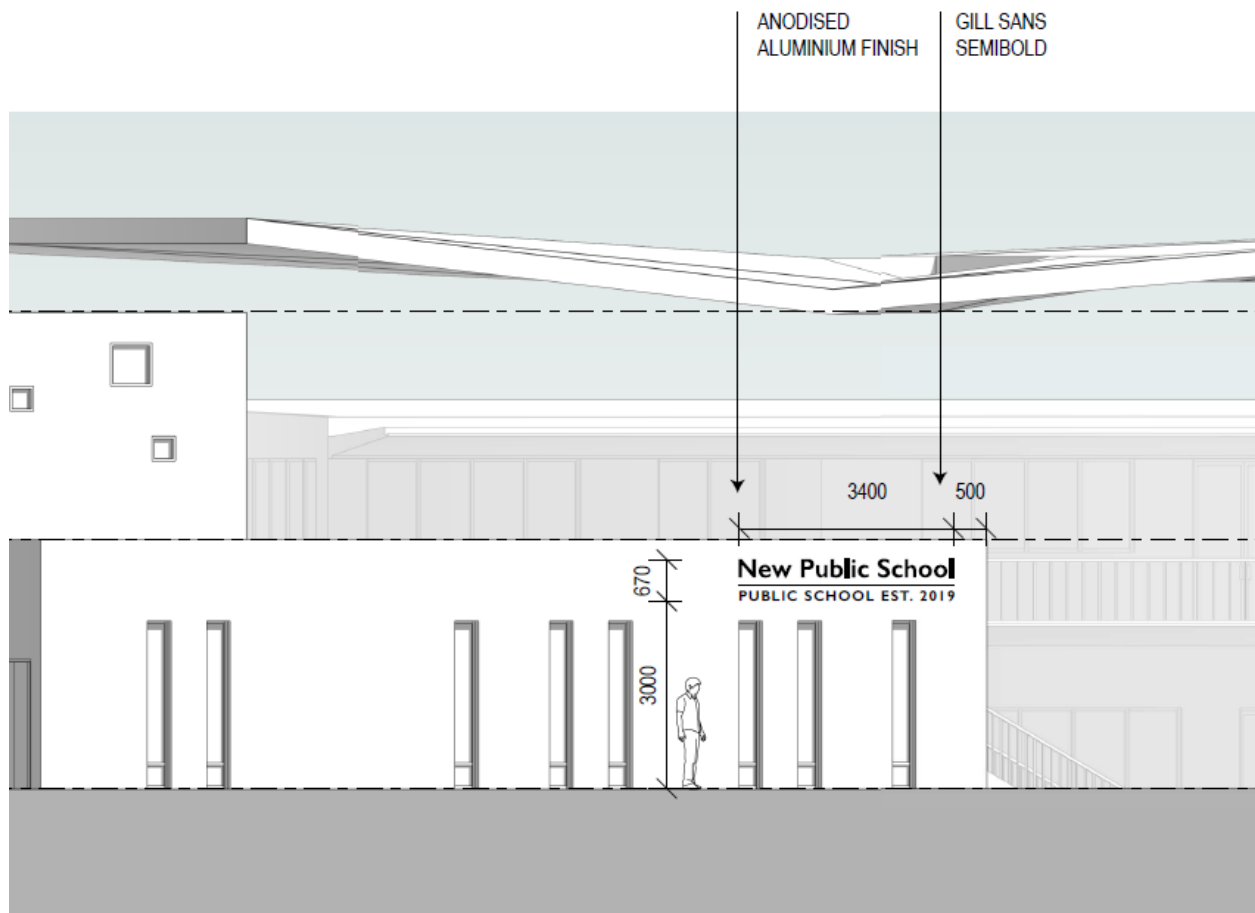 ANODISED
ALUMINIUM FINISH
GILL SANS
SEMIBOLD
3400
500
670
New Public School
PUBLIC SCHOOL EST. 2019
3000